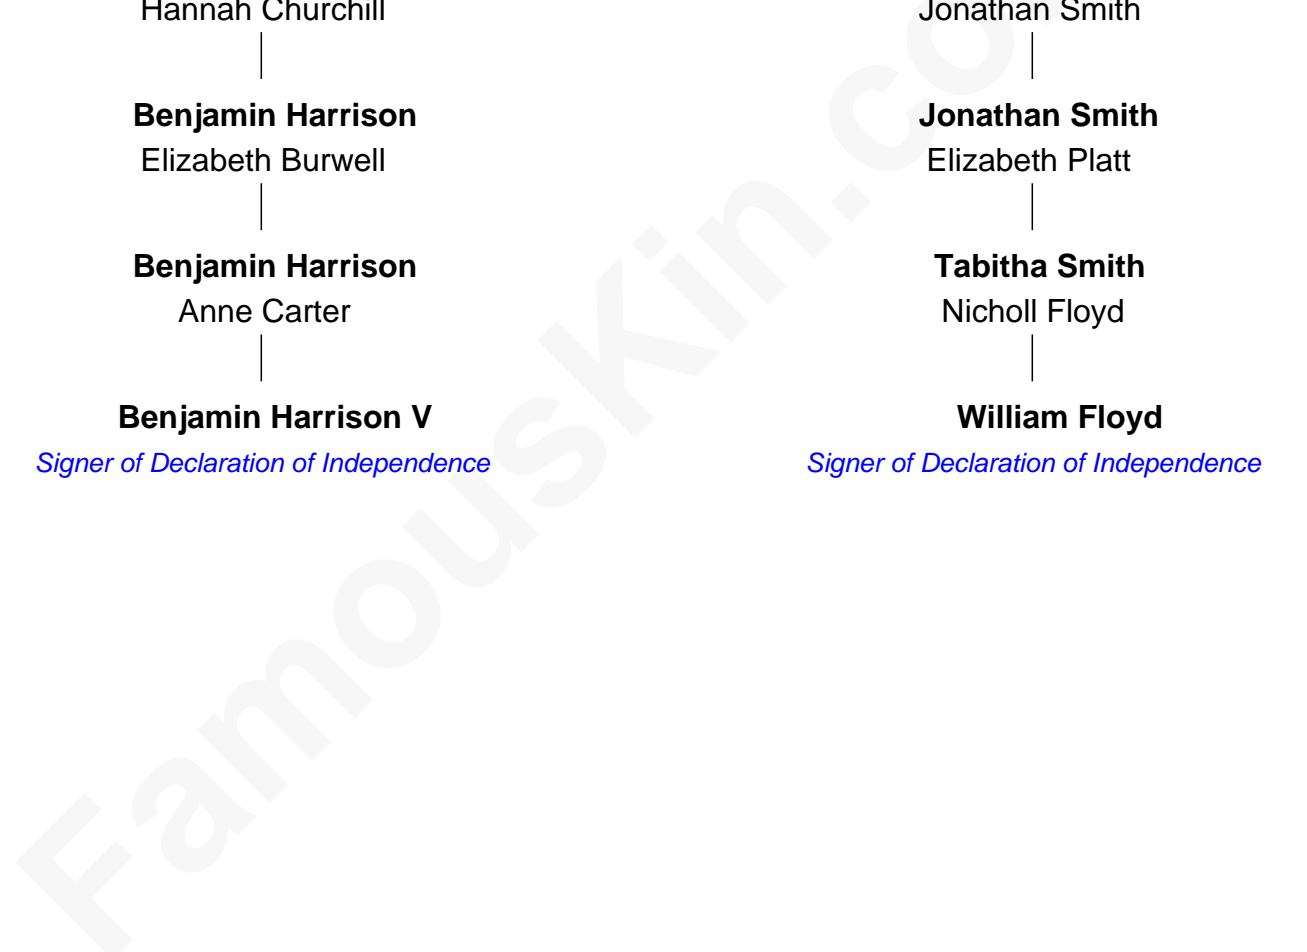 Hannah Churchill
Jonathan Smith
Benjamin Harrison
Jonathan Smith
Elizabeth Burwell
Elizabeth Platt
Benjamin Harrison
Tabitha Smith
Anne Carter
Nicholl Floyd
Benjamin Harrison V
William Floyd
Signer of Declaration of Independence
Signer of Declaration of Independence
FamousKin.co